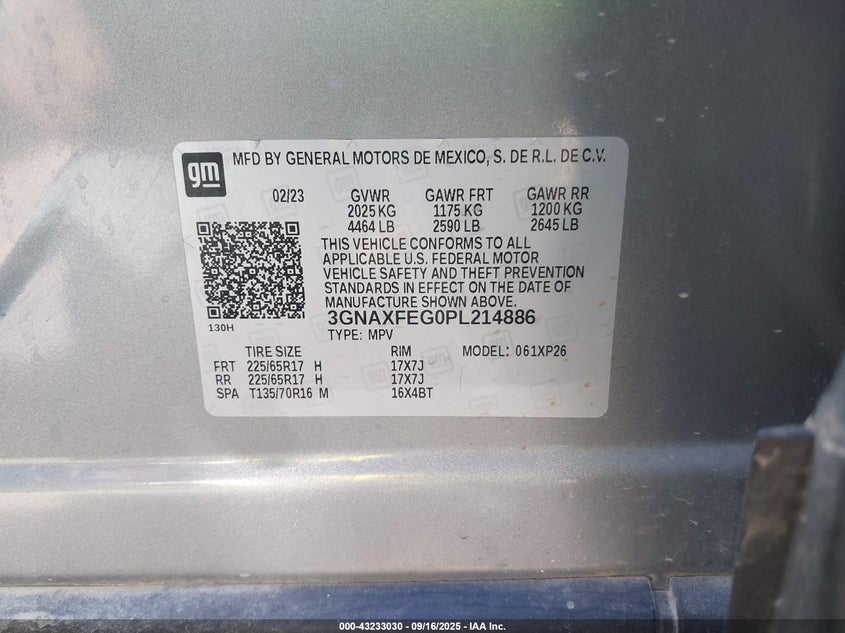 gm MFD BY GENERAL MOTORS DE MEXICO, S. DE R.L. DE C.V.
02/23 GVWR GAWR FRT GAWR RR
2025 KG 1175 KG 1200 KG
4464 LB 2590 LB 2645 LB
THIS VEHICLE CONFORMS TO ALL
APPLICABLE U.S. FEDERAL MOTOR
VEHICLE SAFETY AND THEFT PREVENTION
STANDARDS IN EFFECT ON THE DATE OF
MANUFACTURE SHOWN ABOVE.
3GNAXFEG0PL214886
130H
TYPE: MPV
TIRE SIZE RIM MODEL: 061XP26
FRT 225/65R17 H 17X7J
RR 225/65R17 H 17X7J
SPA T135/70R16 M 16X4BT
000-43233030 - 09/16/2025 - IAA Inc.